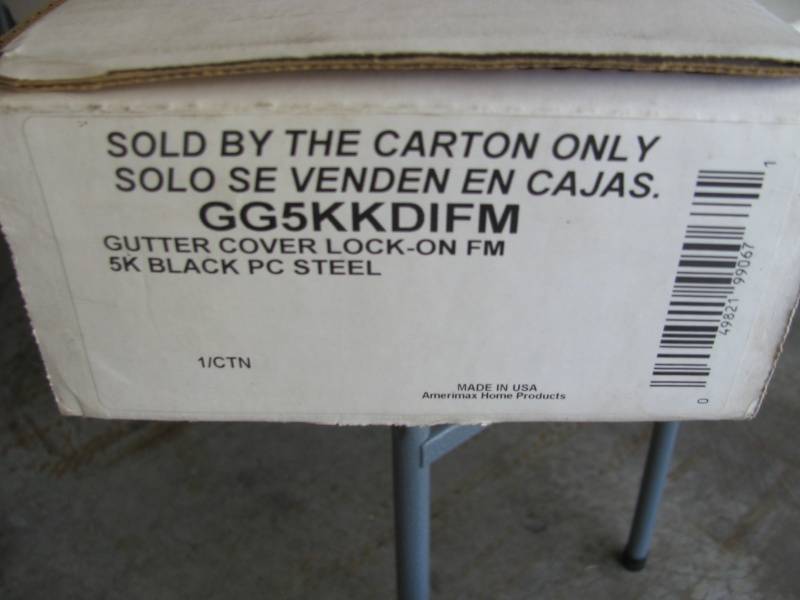 SOLD BY THE CARTON ONLY
SOLO SE VENDEN EN CAJAS.
GG5KKDIFM
GUTTER COVER LOCK-ON FM
5K BLACK PC STEEL
1/CTN
MADE IN USA
Amerimax Home Products
0 49821 99067 1